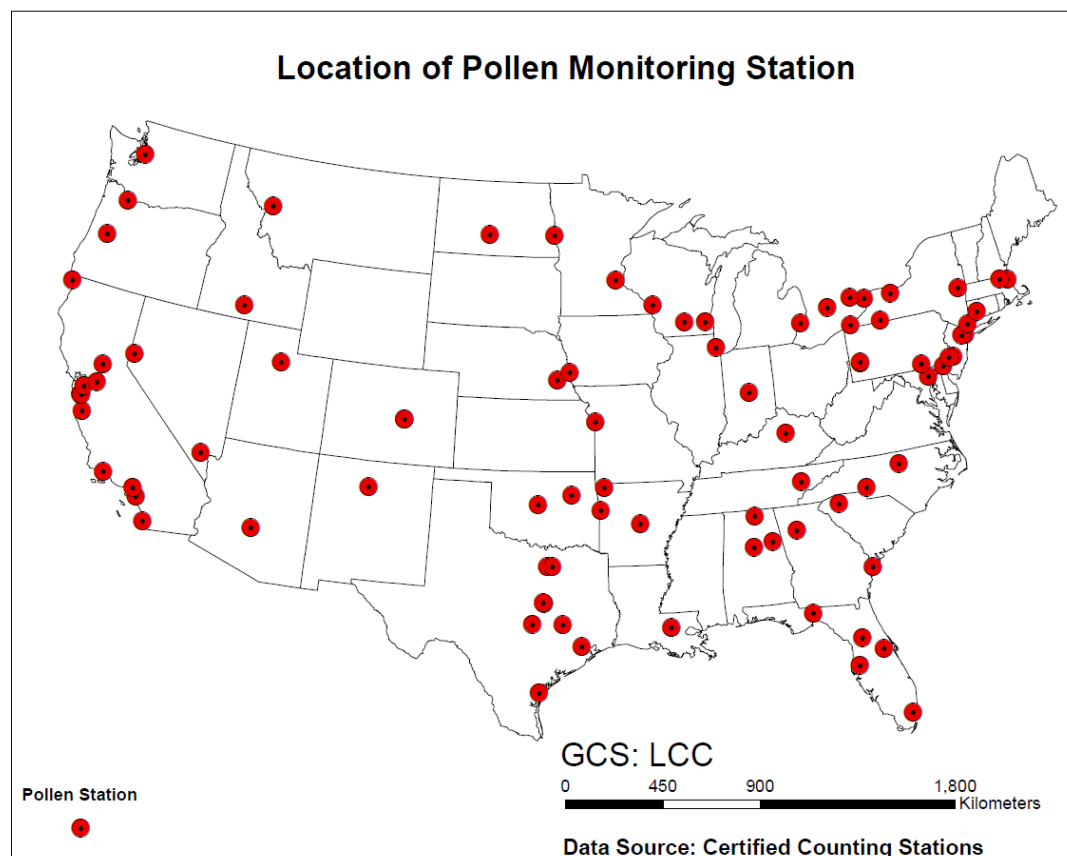 Location of Pollen Monitoring Station
GCS: LCC
0 450 900 1,800
Kilometers
Pollen Station
Data Source: Certified Counting Stations